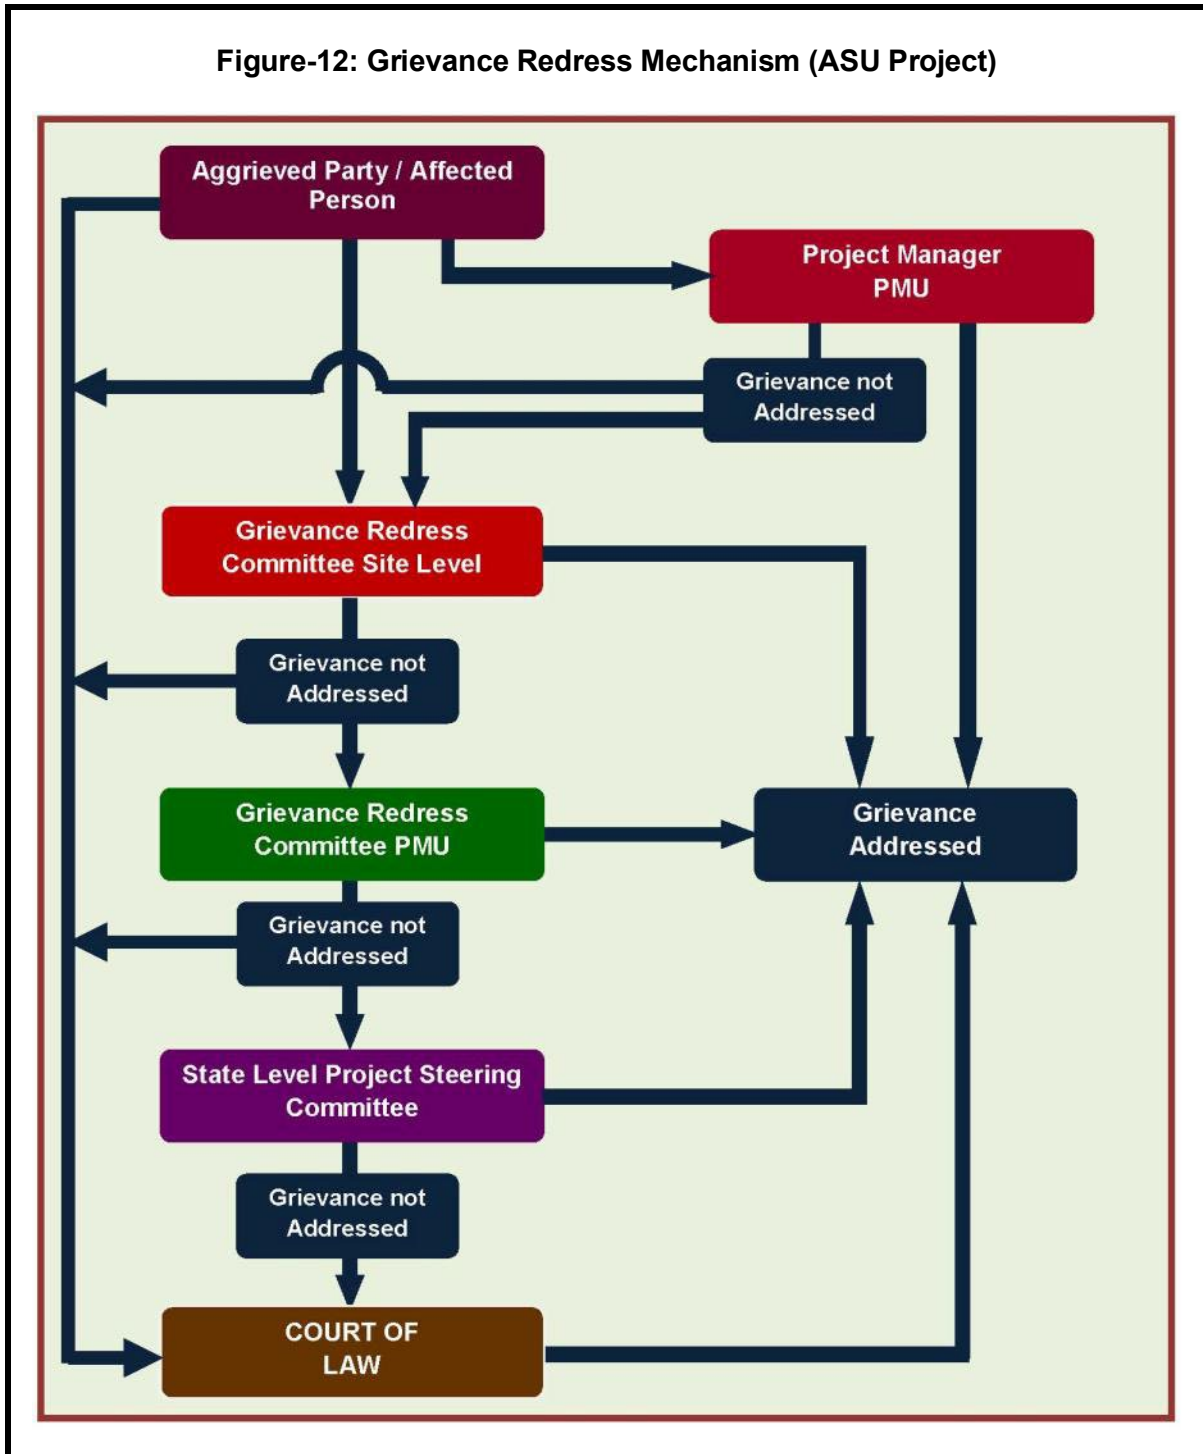 Figure-12: Grievance Redress Mechanism (ASU Project)
Aggrieved Party / Affected
Person
Project Manager
PMU
Grievance not
Addressed
Grievance Redress
Committee Site Level
Grievance not
Addressed
Grievance Redress
Committee PMU
Grievance
Addressed
Grievance not
Addressed
State Level Project Steering
Committee
Grievance not
Addressed
COURT OF
LAW